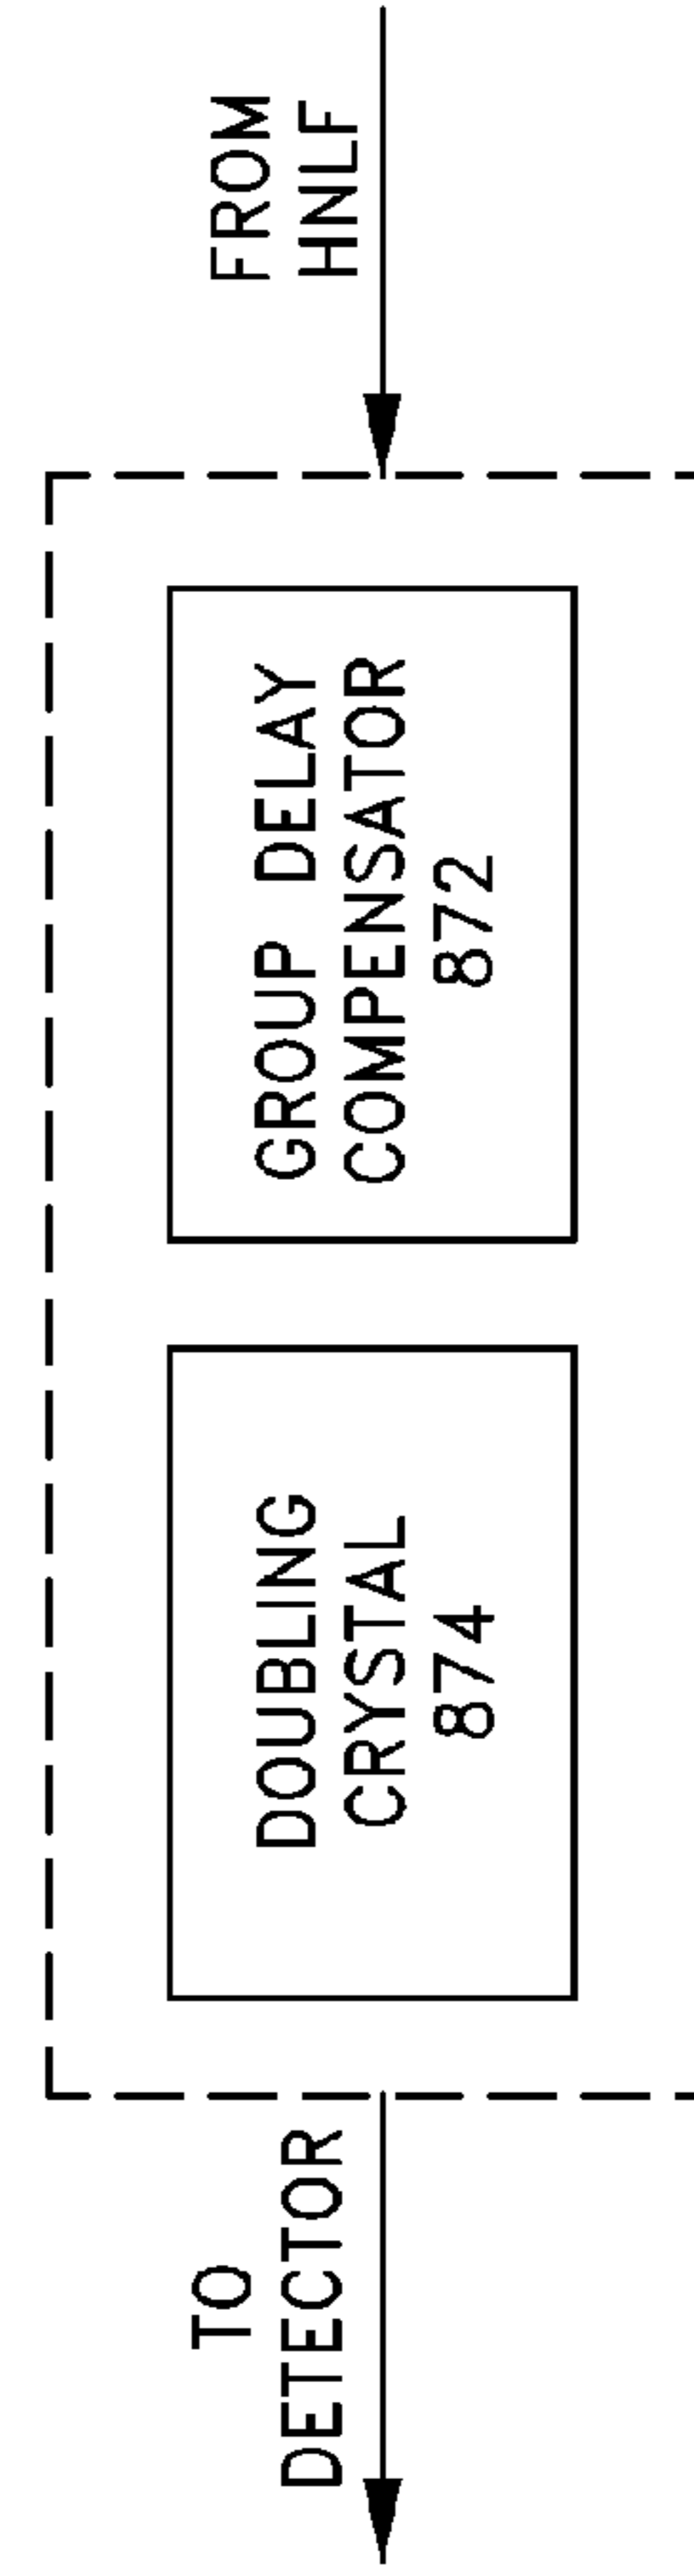 TO
DETECTOR
DOUBLING
CRYSTAL
874
GROUP DELAY
COMPENSATOR
872
FROM
HNLF